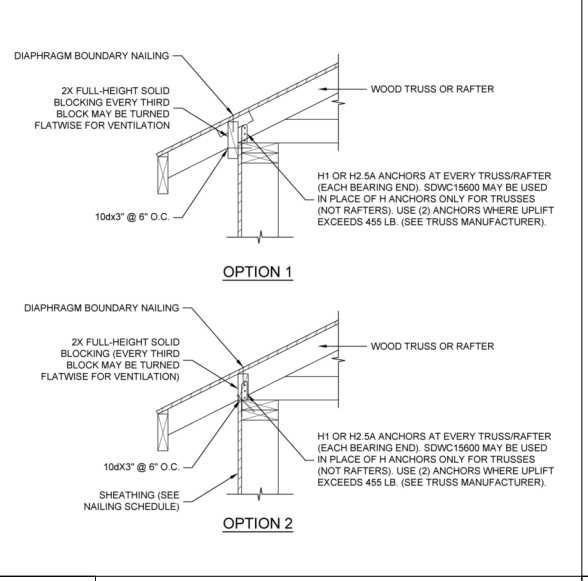 DIAPHRAGM BOUNDARY NAILING
2X FULL-HEIGHT SOLID
BLOCKING EVERY THIRD
BLOCK MAY BE TURNED
FLATWISE FOR VENTILATION
WOOD TRUSS OR RAFTER
H1 OR H2.5A ANCHORS AT EVERY TRUSS/RAFTER
(EACH BEARING END). SDWC15600 MAY BE USED
IN PLACE OF H ANCHORS ONLY FOR TRUSSES
(NOT RAFTERS). USE (2) ANCHORS WHERE UPLIFT
EXCEEDS 455 LB. (SEE TRUSS MANUFACTURER).
10dx3" @ 6" O.C.
OPTION 1
DIAPHRAGM BOUNDARY NAILING
2X FULL-HEIGHT SOLID
BLOCKING (EVERY THIRD
BLOCK MAY BE TURNED
FLATWISE FOR VENTILATION)
WOOD TRUSS OR RAFTER
H1 OR H2.5A ANCHORS AT EVERY TRUSS/RAFTER
(EACH BEARING END). SDWC15600 MAY BE USED
IN PLACE OF H ANCHORS ONLY FOR TRUSSES
(NOT RAFTERS). USE (2) ANCHORS WHERE UPLIFT
EXCEEDS 455 LB. (SEE TRUSS MANUFACTURER).
10dX3" @ 6" O.C.
SHEATHING (SEE
NAILING SCHEDULE)
OPTION 2